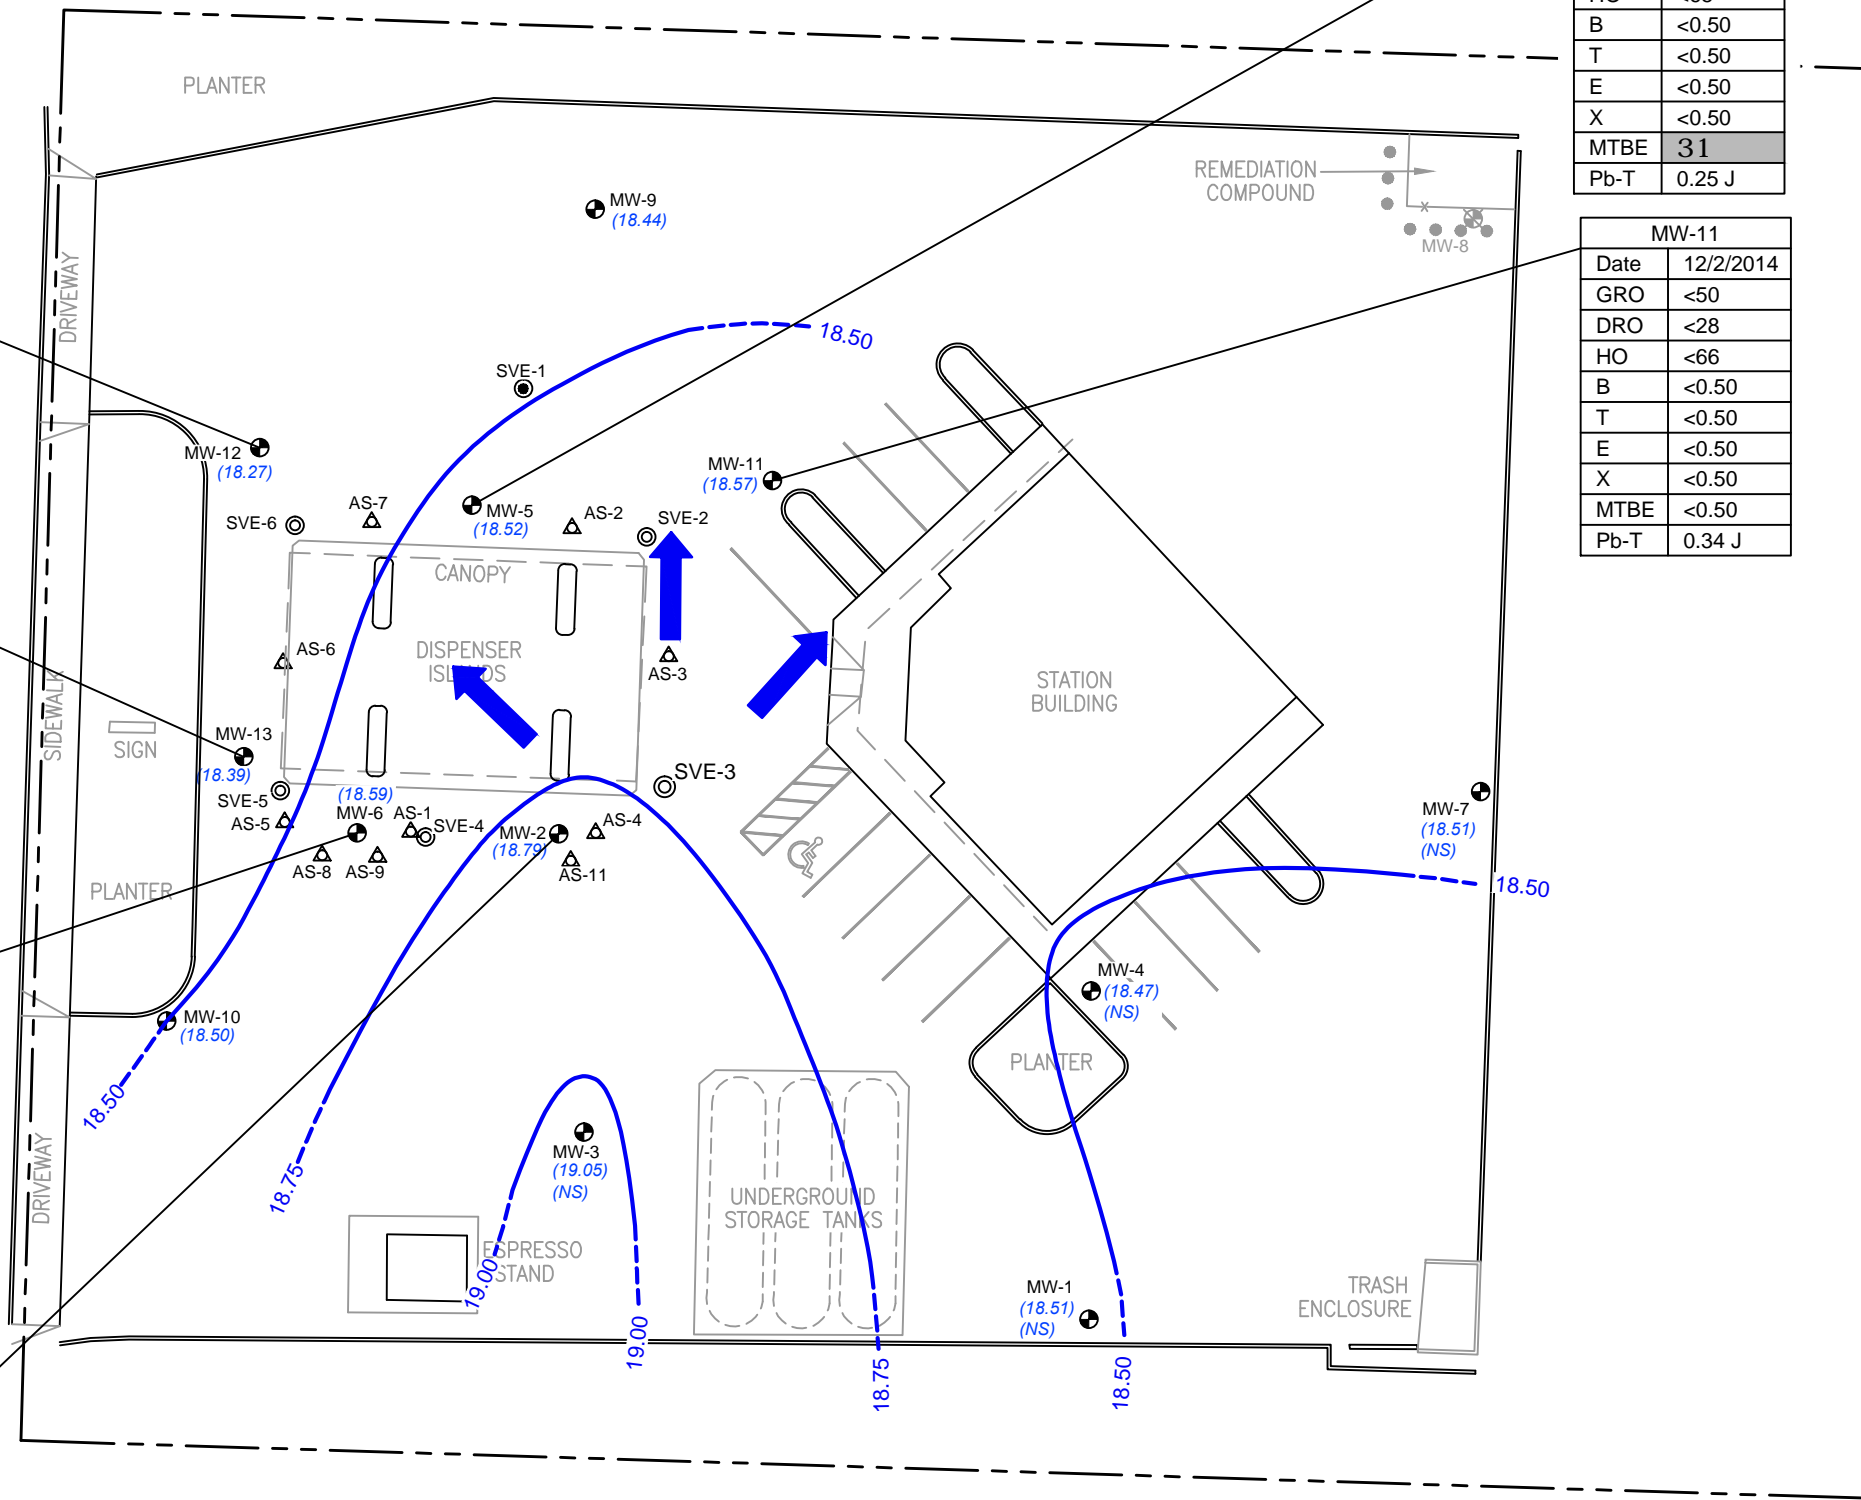 B <0.50
T <0.50
E <0.50
X <0.50
MTBE 31
Pb-T 0.25 J
MW-11
Date 12/2/2014
GRO <50
DRO <28
HO <66
B <0.50
T <0.50
E <0.50
X <0.50
MTBE <0.50
Pb-T 0.34 J
PLANTER
REMEDIATION
COMPOUND
x
MW-8
MW-9
(18.44)
DRIVEWAY
18.50
SVE-1
MW-12
(18.27)
MW-11
(18.57)
AS-7
SVE-6
MW-5
(18.52)
AS-2
SVE-2
CANOPY
DISPENSER
ISLANDS
AS-6
AS-3
STATION
BUILDING
SIDEWALK
SIGN
MW-13
(18.39)
SVE-5
AS-5
(18.59)
MW-6
AS-1
SVE-4
SVE-3
MW-2
(18.79)
AS-4
AS-8
AS-9
AS-11
MW-7
(18.51)
(NS)
18.50
PLANTER
MW-4
(18.47)
(NS)
MW-10
(18.50)
PLANTER
18.50
18.75
DRIVEWAY
MW-3
(19.05)
(NS)
UNDERGROUND
STORAGE TANKS
ESPRESSO
STAND
19.00
19.00
18.75
MW-1
(18.51)
(NS)
18.50
TRASH
ENCLOSURE